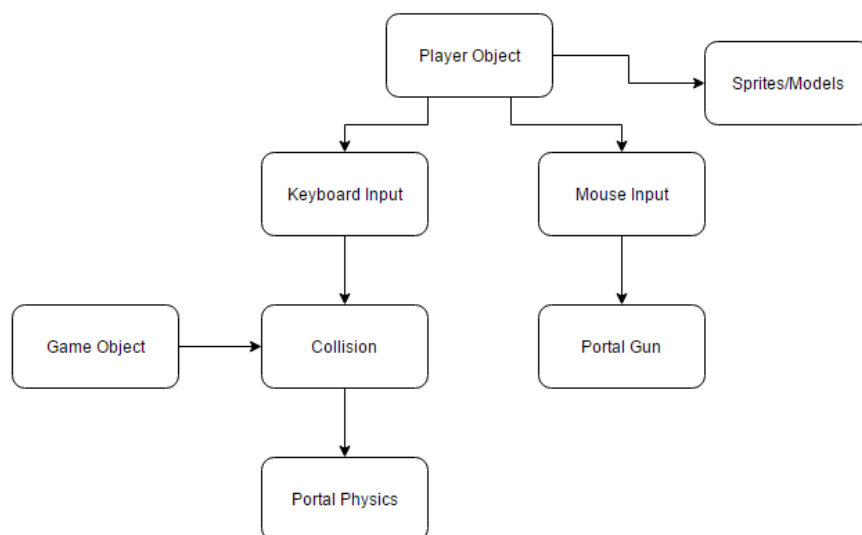 Player Object
Sprites/Models
Keyboard Input
Mouse Input
Game Object
Collision
Portal Gun
Portal Physics